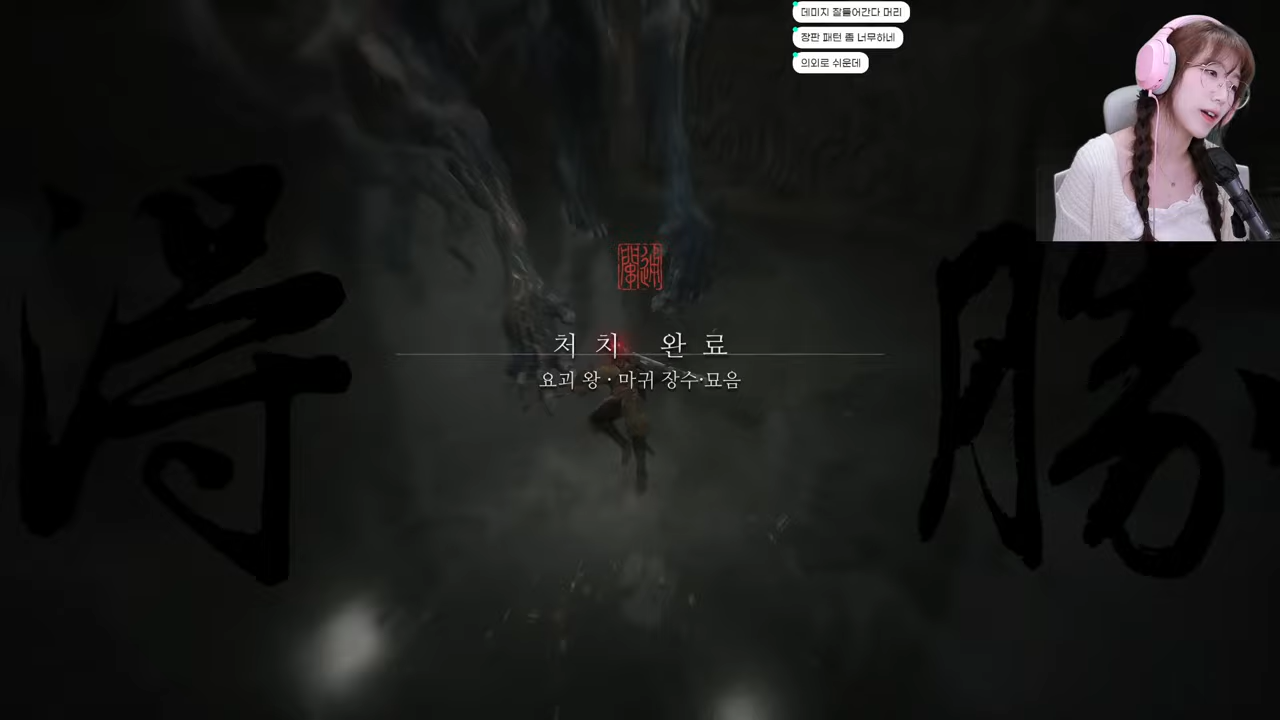 데미지 잘들어간다 머리
장판 패턴 좀 너무하네
의외로 쉬운데
得 勝
처치 완료
요괴 왕 · 마귀 장수·묘음